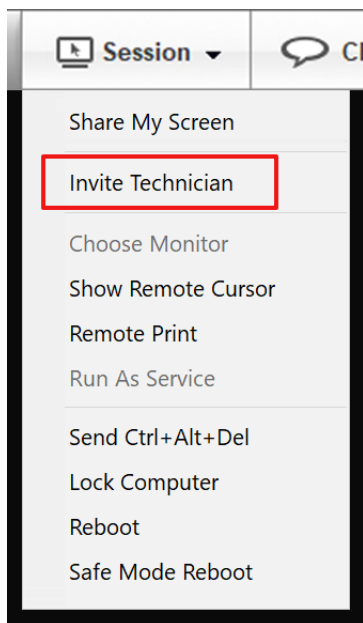 Session
Share My Screen
Invite Technician
Choose Monitor
Show Remote Cursor
Remote Print
Run As Service
Send Ctrl+Alt+Del
Lock Computer
Reboot
Safe Mode Reboot